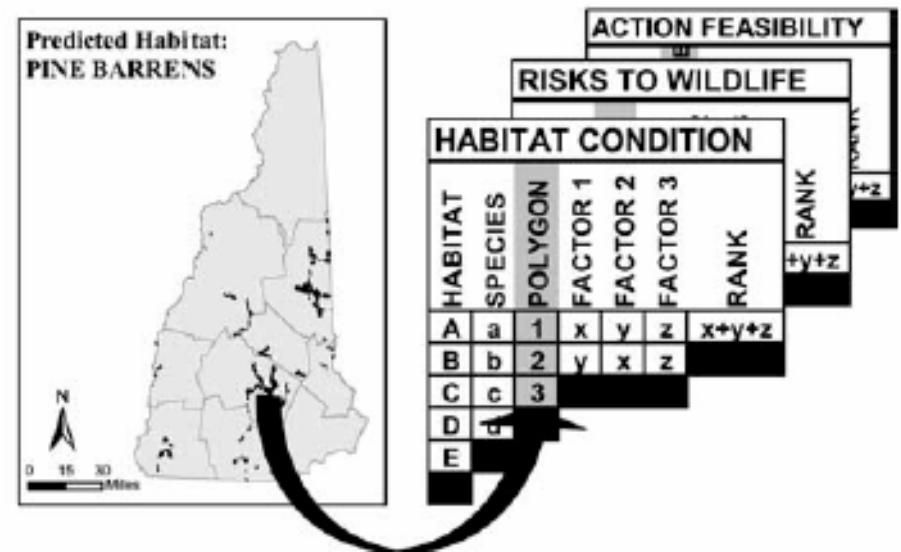 Predicted Habitat:
PINE BARRENS
N
0 15 30
Miles
ACTION FEASIBILITY
RANK
RISKS TO WILDLIFE
RANK
+y+z
HABITAT CONDITION
HABITAT SPECIES POLYGON FACTOR 1 FACTOR 2 FACTOR 3 RANK
A a 1 x y z x+y+z
B b 2 y x z
C c 3
D d
E